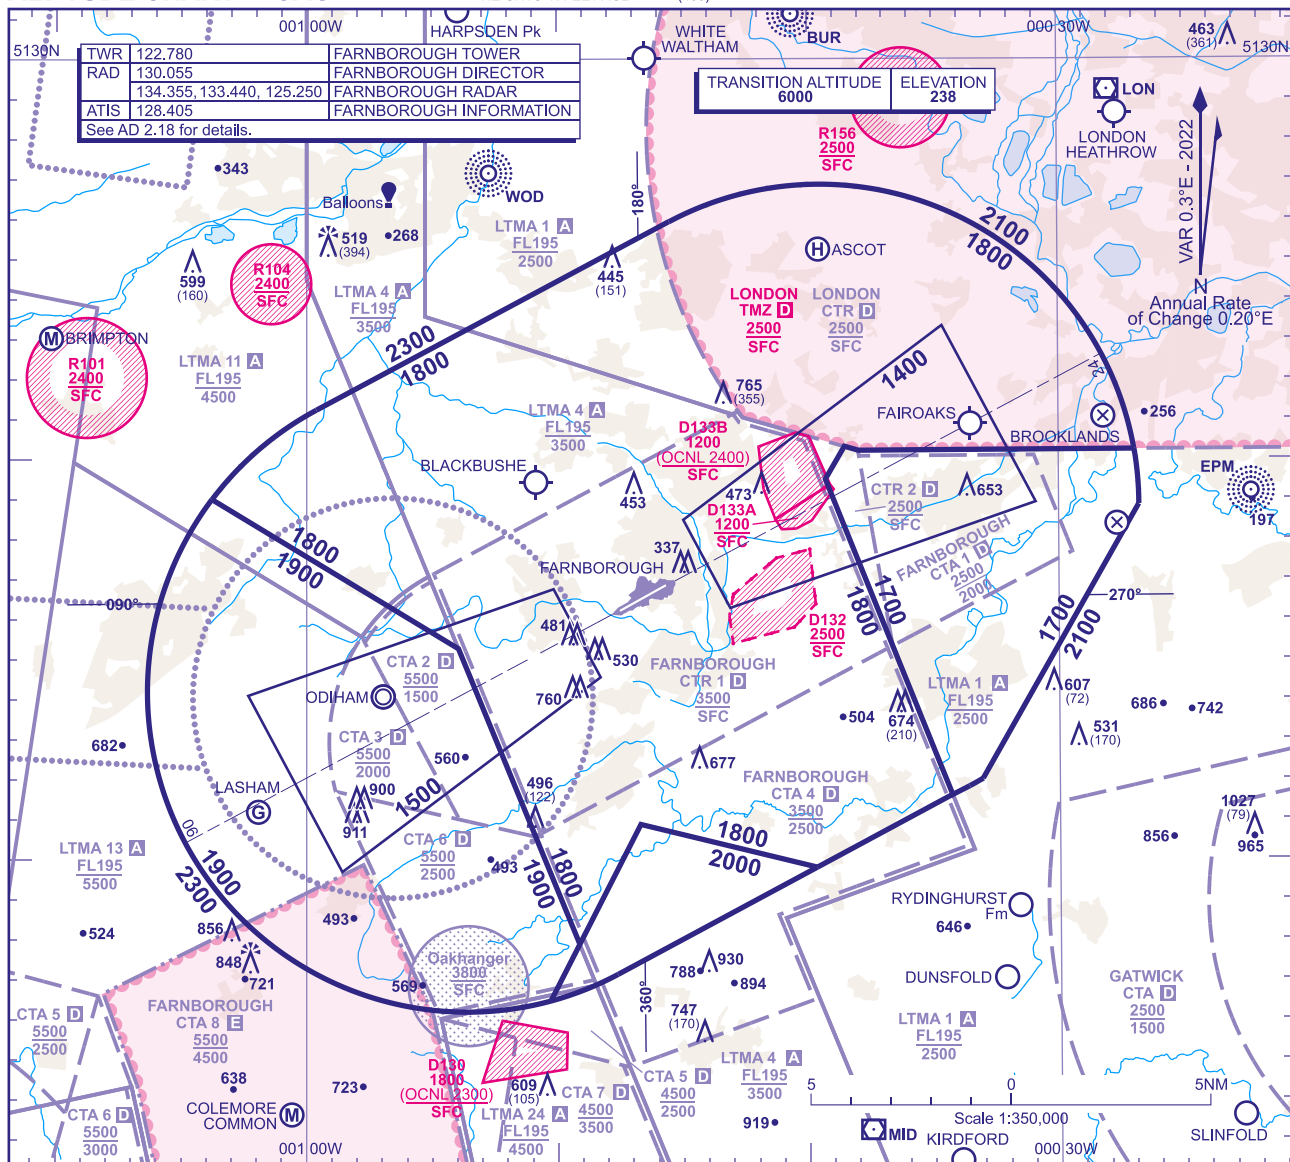 001 00W
HARPSDEN Pk
000 30W
463
(361)
5130N
5130N
WHITE
WALTHAM
BUR
TWR 122.780 FARNBOROUGH TOWER
RAD 130.055 FARNBOROUGH DIRECTOR
134.355, 133.440, 125.250 FARNBOROUGH RADAR
ATIS 128.405 FARNBOROUGH INFORMATION
See AD 2.18 for details.
TRANSITION ALTITUDE
6000
ELEVATION
238
LON
LONDON
HEATHROW
R156
2500
SFC
VAR 0.3°E - 2022
N
Annual Rate
of Change 0.20°E
343
WOD
Balloons
268
519
(394)
599
(160)
R104
2400
SFC
LTMA 1 A
FL195
2500
180°
445
(151)
H ASCOT
2100
1800
LTMA 4 A
FL195
3500
LONDON
TMZ D
2500
SFC
LONDON
CTR D
2500
SFC
M BRIMPTON
R101
2400
SFC
LTMA 11 A
FL195
4500
2300
1800
1400
24
765
(355)
FAIROAKS
BROOKLANDS
256
LTMA 4 A
FL195
3500
D133B
1200
(OCNL 2400)
SFC
BLACKBUSHE
453
473
D133A
1200
SFC
CTR 2 D
2500
SFC
653
EPM
197
337
FARNBOROUGH
FARNBOROUGH
CTA 1 D
2500
2000
1800
1900
090°
270°
1700
1800
1700
2100
D132
2500
SFC
481
530
760
CTA 2 D
5500
1500
ODIHAM
FARNBOROUGH
CTR 1 D
3500
SFC
LTMA 1 A
FL195
2500
607
(72)
686
742
531
(170)
504
674
(210)
682
CTA 3 D
5500
2000
560
677
LASHAM
G
06
900
911
1500
496
(122)
FARNBOROUGH
CTA 4 D
3500
2500
1027
(79)
965
856
LTMA 13 A
FL195
5500
CTA 6 D
5500
2500
493
1800
2000
1900
2300
1800
1900
493
524
856
848
721
RYDINGHURST
Fm
646
DUNSFOLD
Oakhanger
3800
SFC
569
788
930
894
360°
747
(170)
GATWICK
CTA D
2500
1500
FARNBOROUGH
CTA 8 E
5500
4500
CTA 5 D
5500
2500
LTMA 1 A
FL195
2500
638
723
COLEMORE
COMMON
M
D130
1800
(OCNL 2300)
SFC
609
(105)
LTMA 24 A
FL195
4500
CTA 7 D
4500
3500
CTA 5 D
4500
2500
LTMA 4 A
FL195
3500
919
5 0 5NM
Scale 1:350,000
CTA 6 D
5500
3000
MID
KIRDFORD
SLINFOLD
001 00W
000 30W